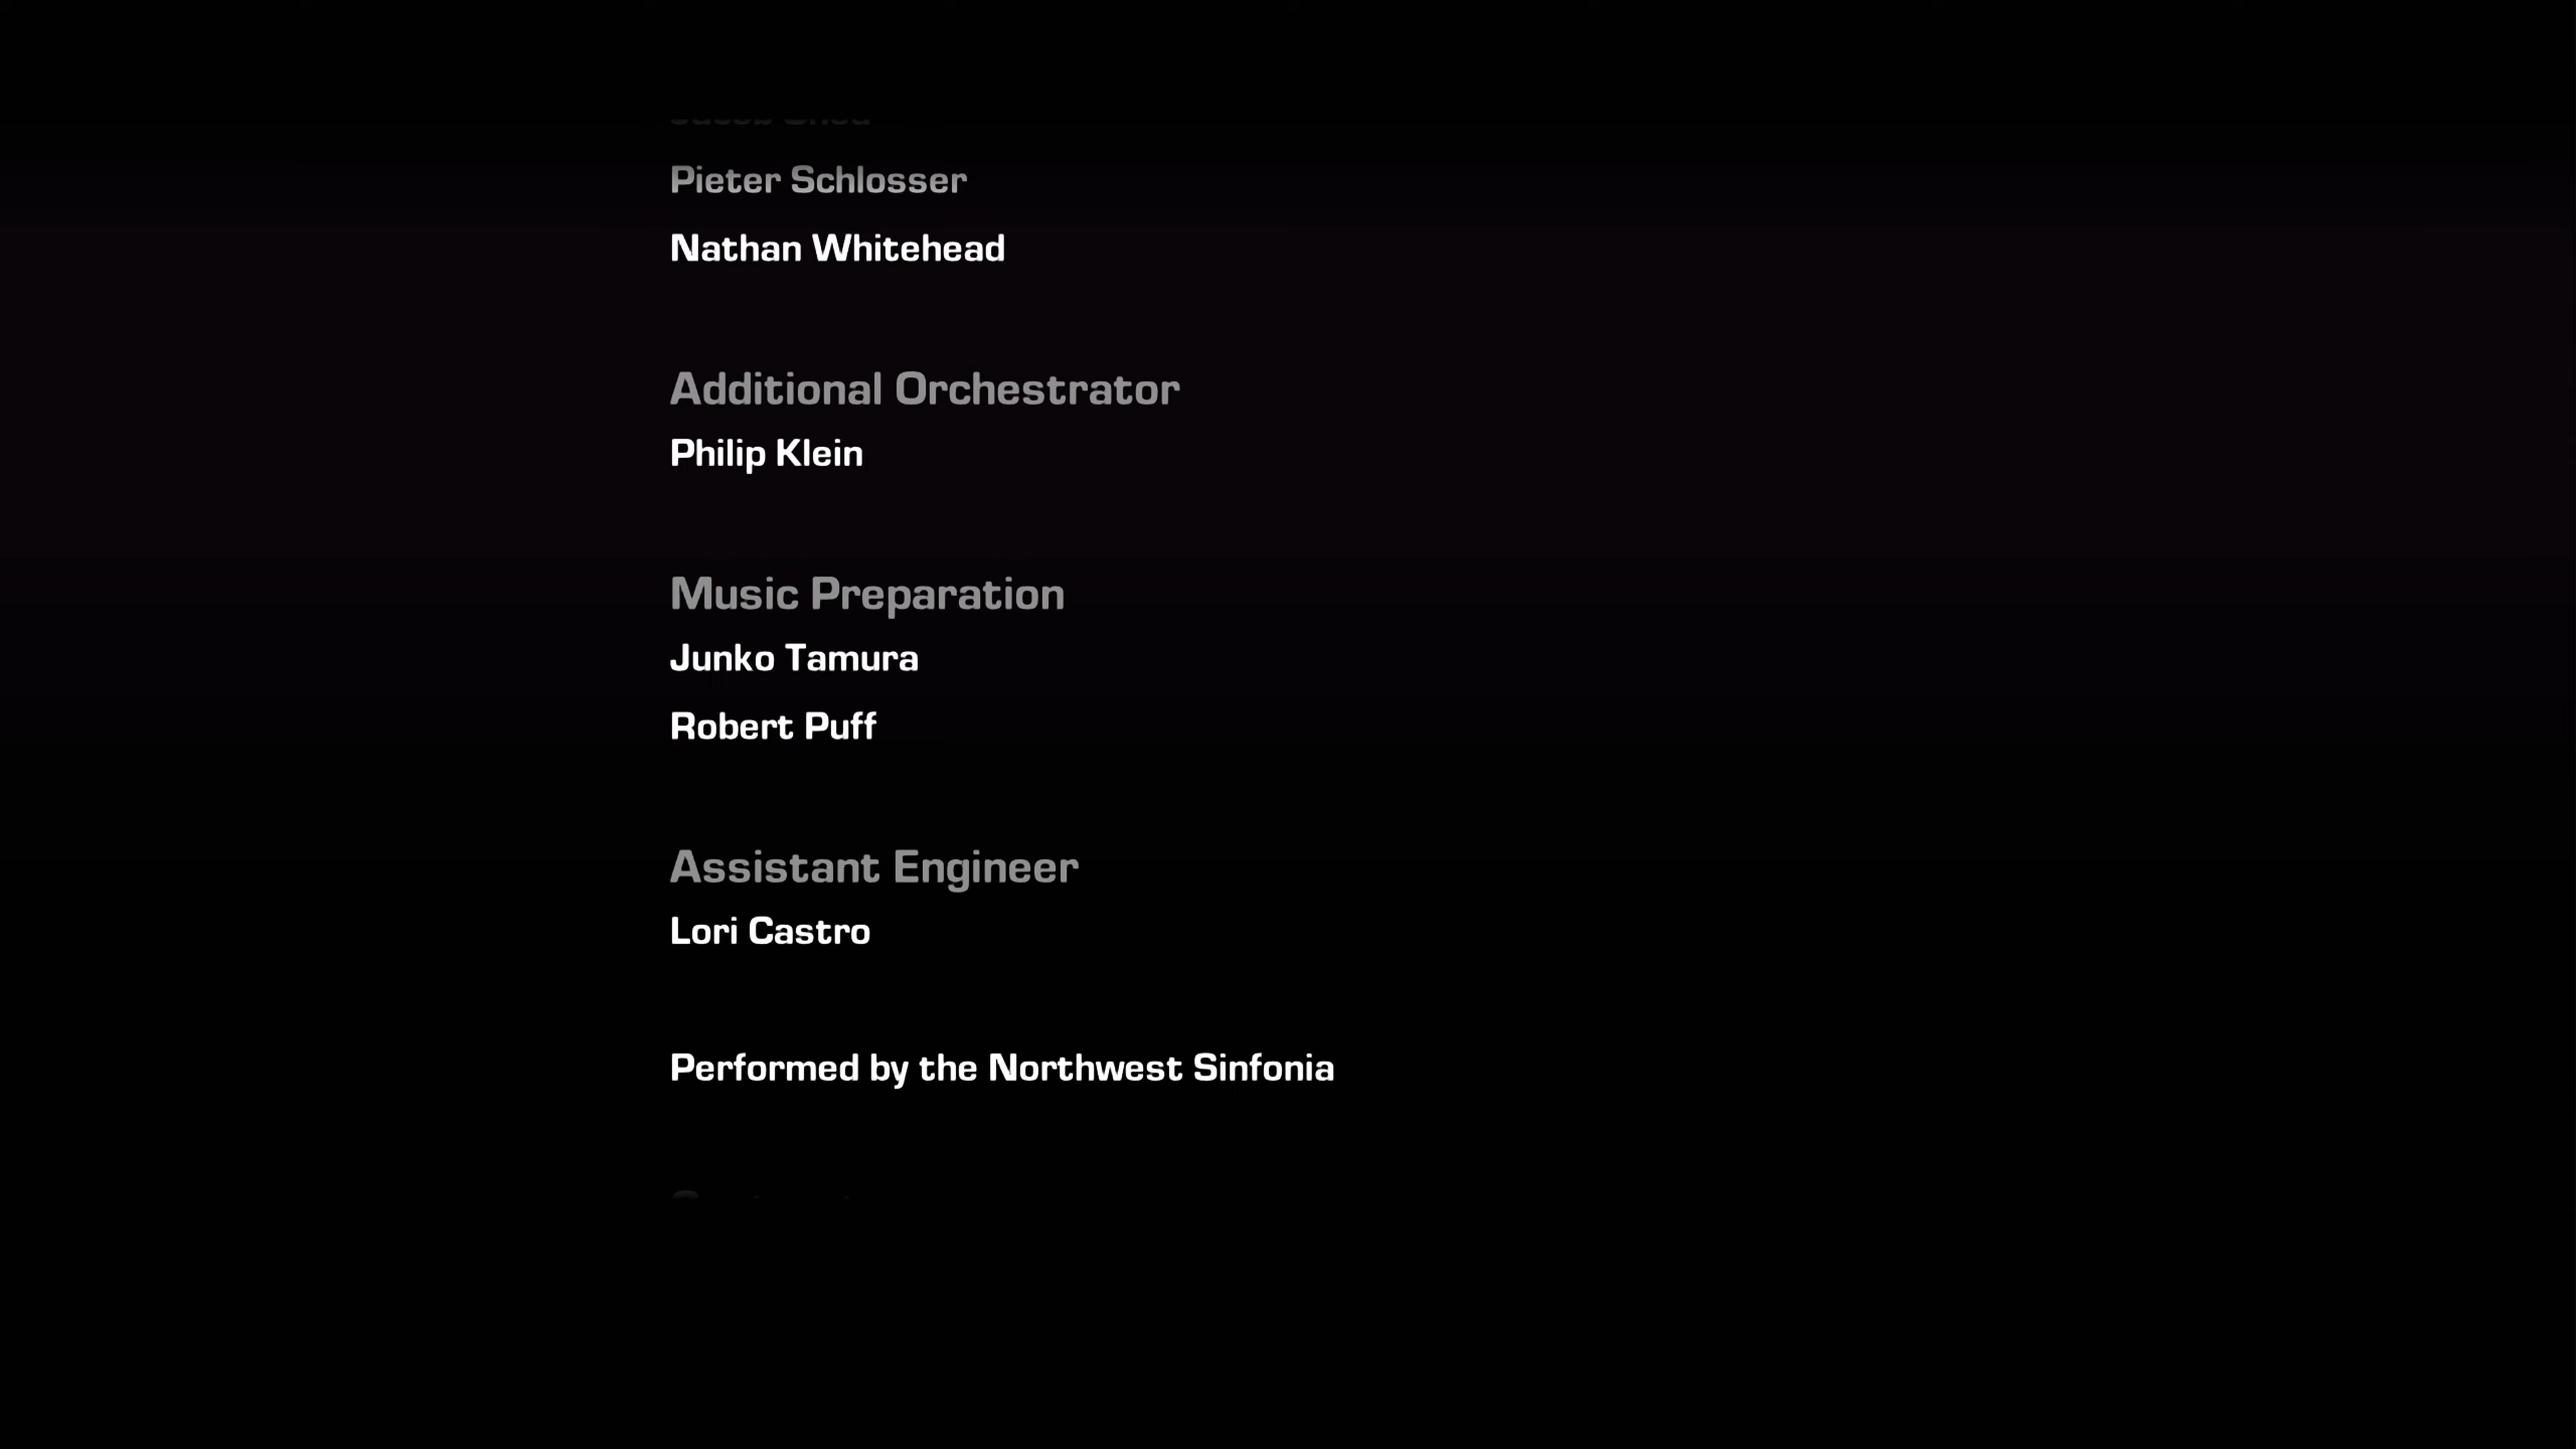 Pieter Schlosser
Nathan Whitehead
Additional Orchestrator
Philip Klein
Music Preparation
Junko Tamura
Robert Puff
Assistant Engineer
Lori Castro
Performed by the Northwest Sinfonia